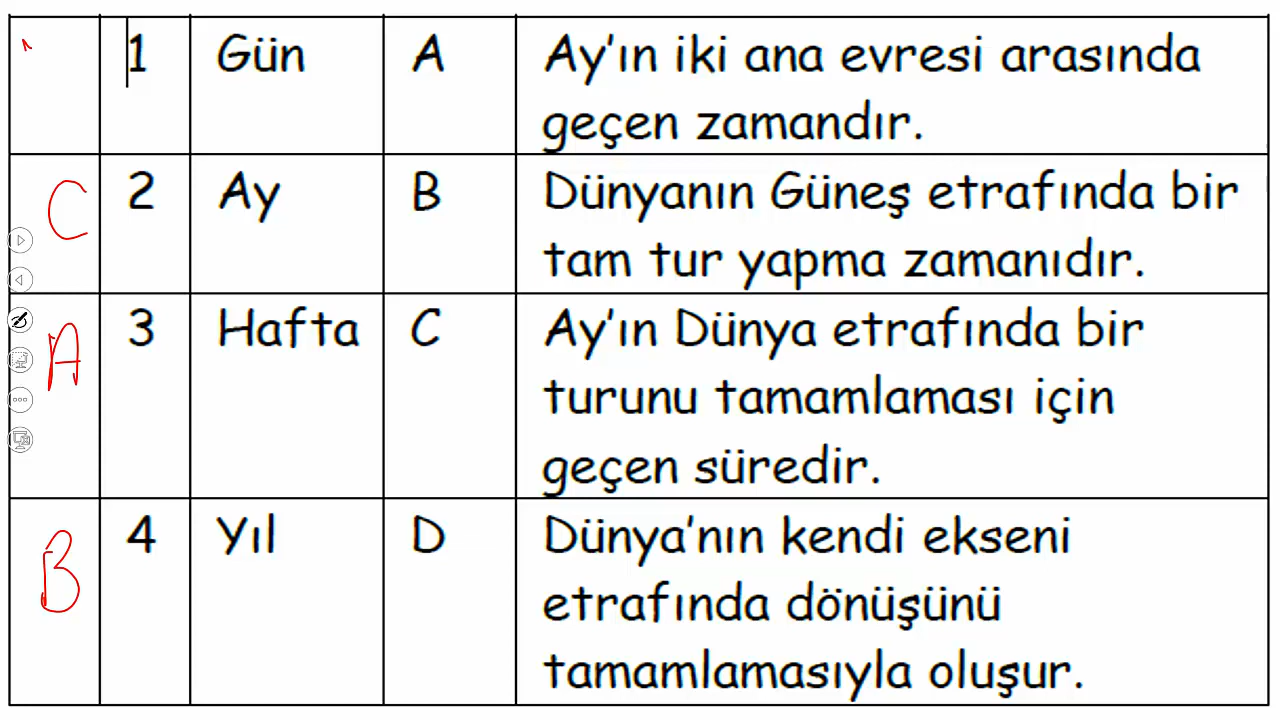 1 Gün A Ay'ın iki ana evresi arasında
geçen zamandır.
C 2 Ay B Dünyanın Güneş etrafında bir
tam tur yapma zamanıdır.
A 3 Hafta C Ay'ın Dünya etrafında bir
turunu tamamlaması için
geçen süredir.
B 4 Yıl D Dünya'nın kendi ekseni
etrafında dönüşünü
tamamlamasıyla oluşur.